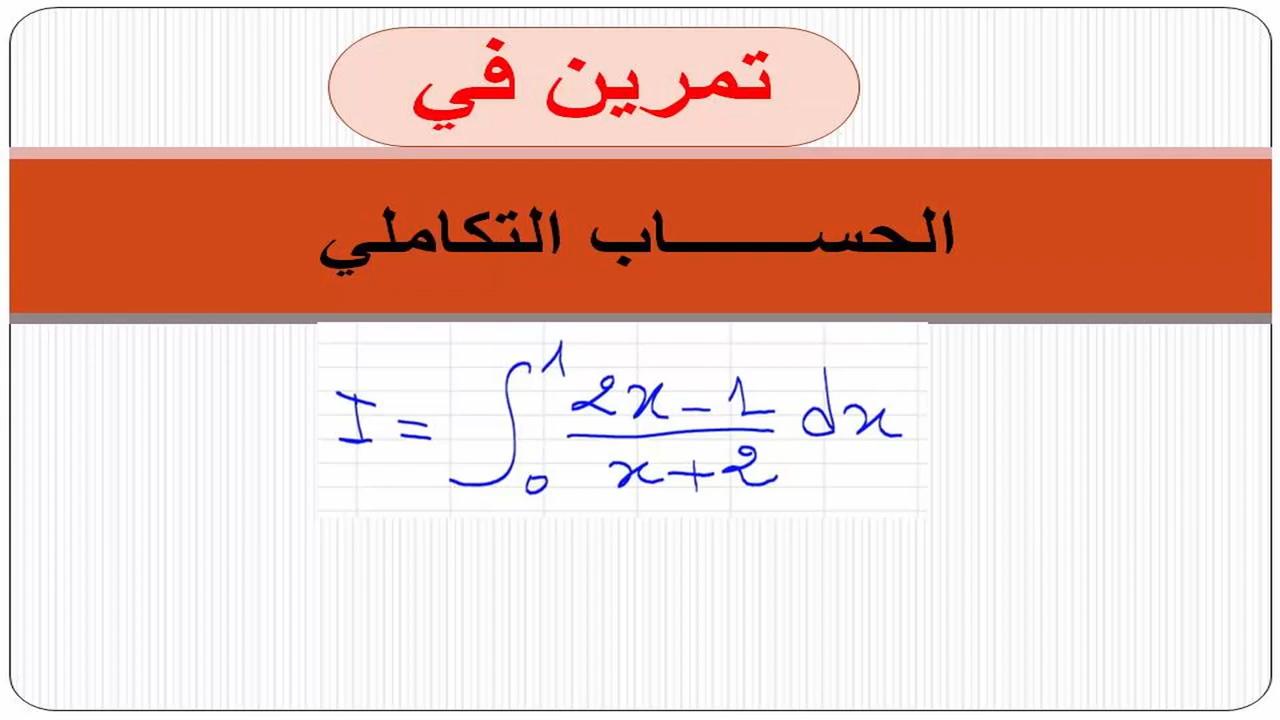 تمرين في
الحســـــاب التكاملي
I = ∫₀¹ (2x - 1)/(x + 2) dx